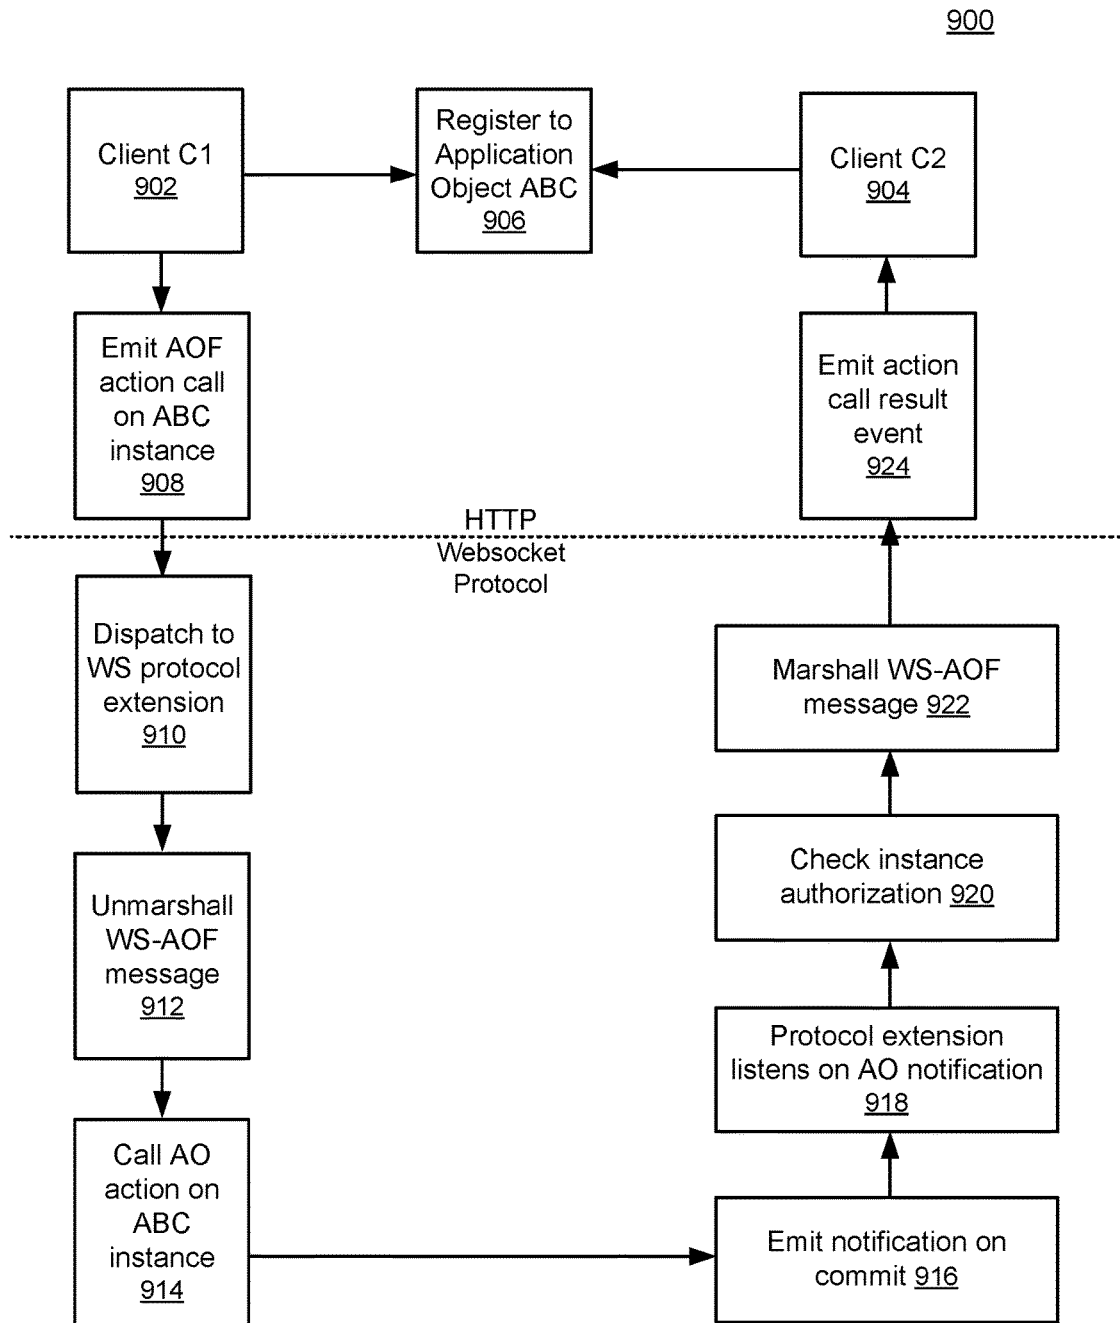 900
Client C1
902
Register to
Application
Object ABC
906
Client C2
904
Emit AOF
action call
on ABC
instance
908
Emit action
call result
event
924
HTTP
Websocket
Protocol
Dispatch to
WS protocol
extension
910
Marshall WS-AOF
message 922
Unmarshall
WS-AOF
message
912
Check instance
authorization 920
Protocol extension
listens on AO notification
918
Call AO
action on
ABC
instance
914
Emit notification on
commit 916